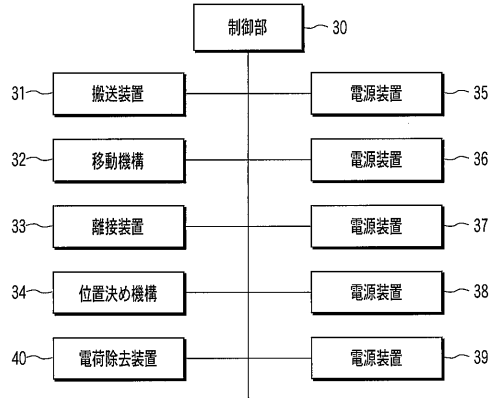 制御部 30
31 搬送装置 電源装置 35
32 移動機構 電源装置 36
33 離接装置 電源装置 37
34 位置決め機構 電源装置 38
40 電荷除去装置 電源装置 39